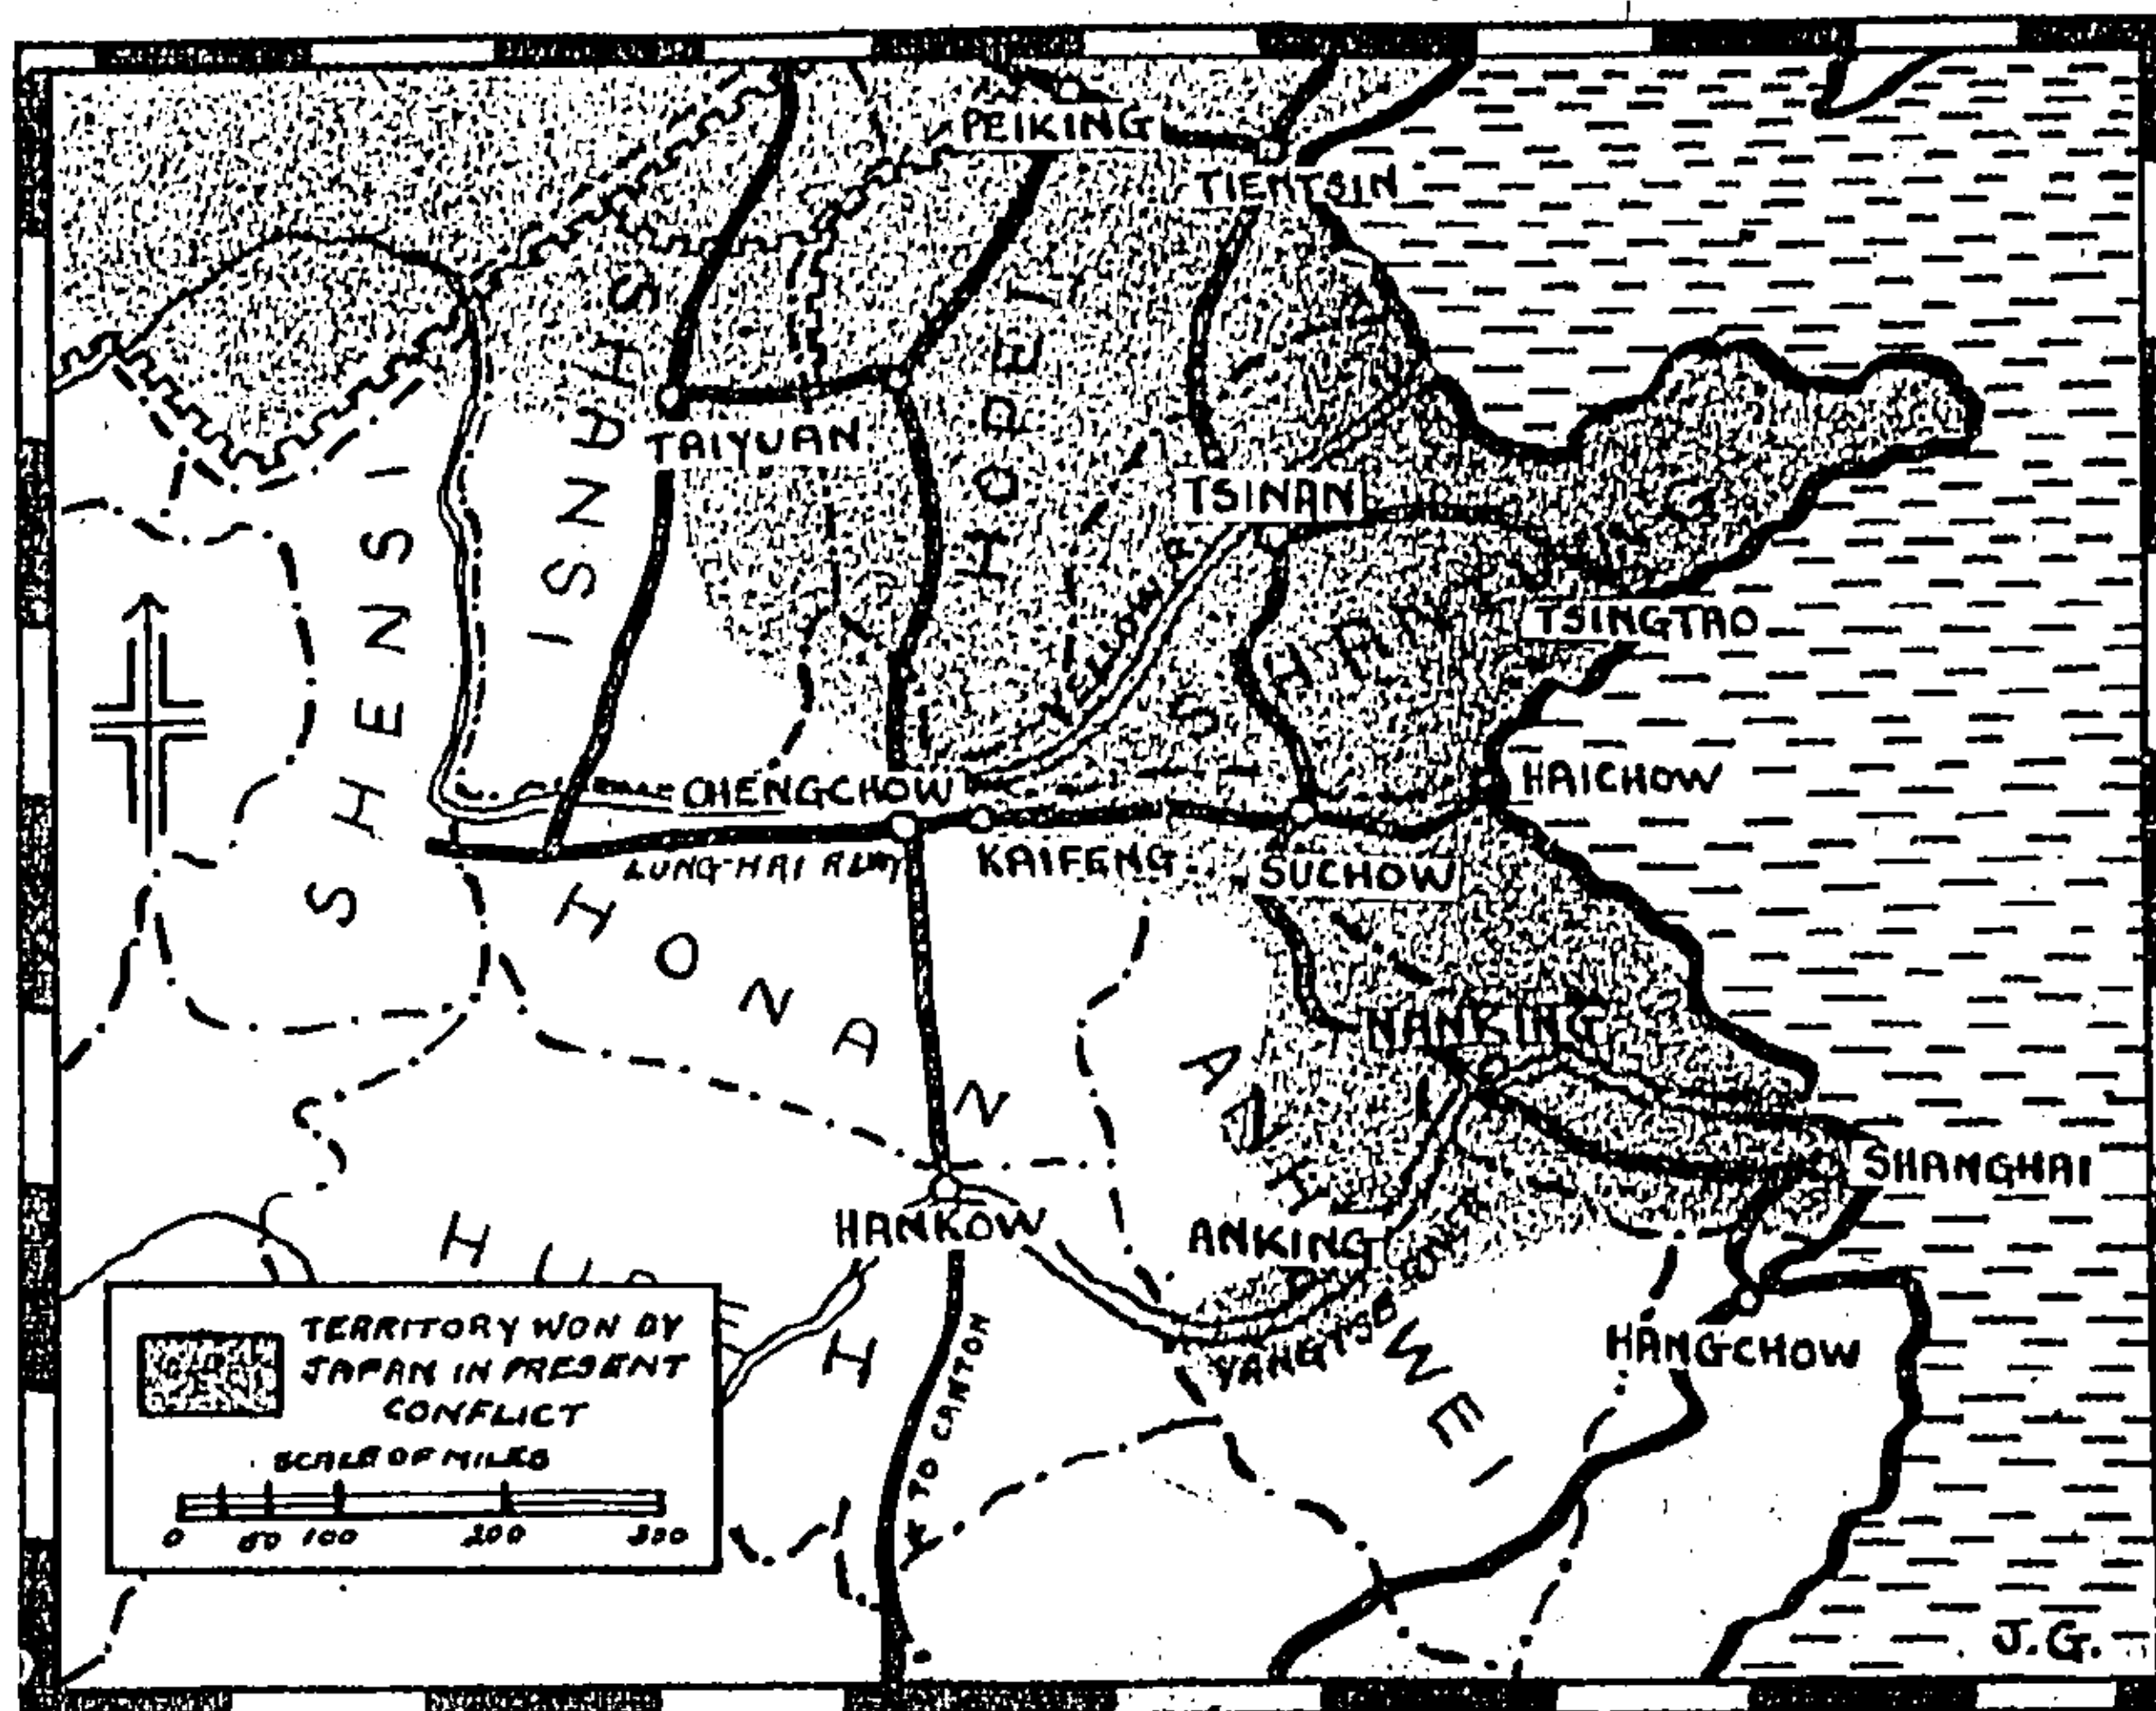 PEIKING
TIENTSIN
SHANSI
HOPEI
TAIYUAN
TSINAN
SHENSI
YELLOW R
SHANTUNG
TSINGTAO
CHENGCHOW
HAICHOW
LUNG-HAI RLWY
KAIFENG
SUCHOW
HONAN
NANKING
ANHWEI
SHANGHAI
HANKOW
ANKING
YANGTSE
HANGCHOW
TO CANTON
TERRITORY WON BY
JAPAN IN PRESENT
CONFLICT
SCALE OF MILES
0 50 100 200 300
J.G.